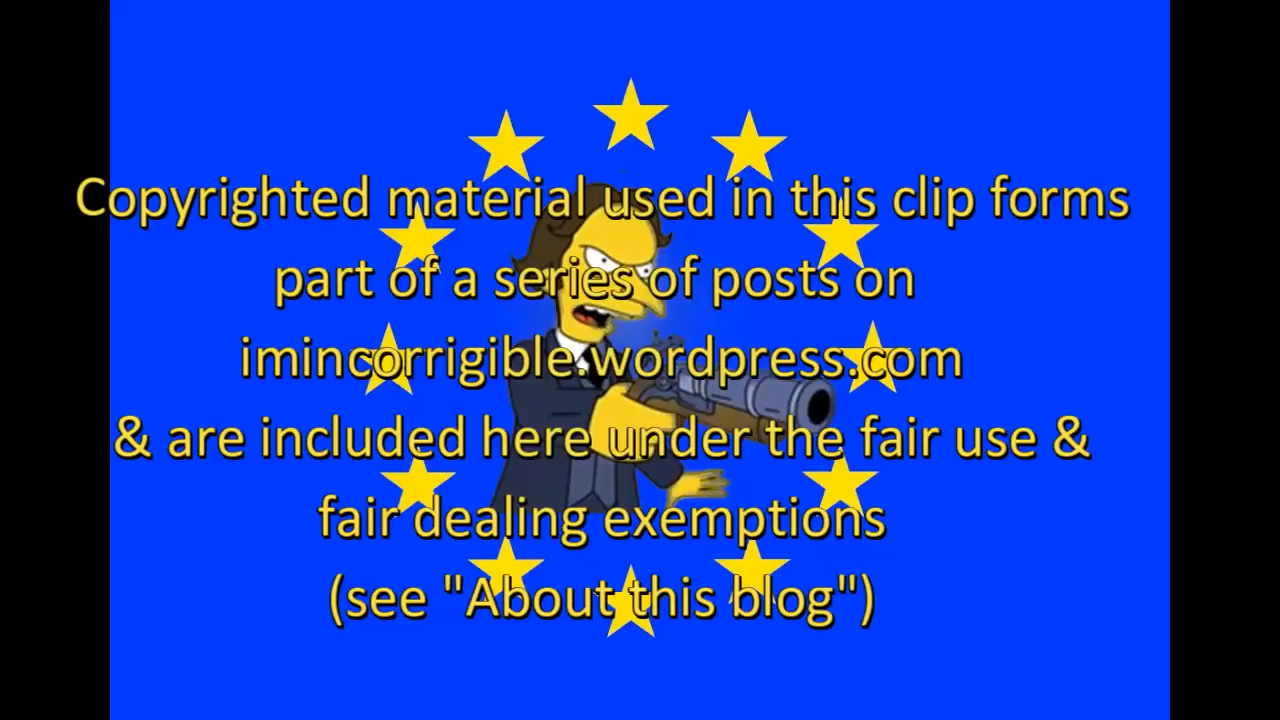 Copyrighted material used in this clip forms
part of a series of posts on
imincorrigible.wordpress.com
& are included here under the fair use &
fair dealing exemptions
(see "About this blog")